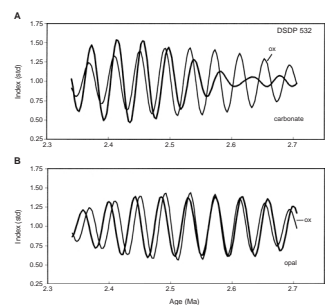 A
DSDP 532
Index (std)
1.75
1.50
1.25
1.00
0.75
0.50
0.25
ox
carbonate
2.3
2.4
2.5
2.6
2.7
B
Index (std)
1.75
1.50
1.25
1.00
0.75
0.50
0.25
ox
opal
2.3
2.4
2.5
2.6
2.7
Age (Ma)